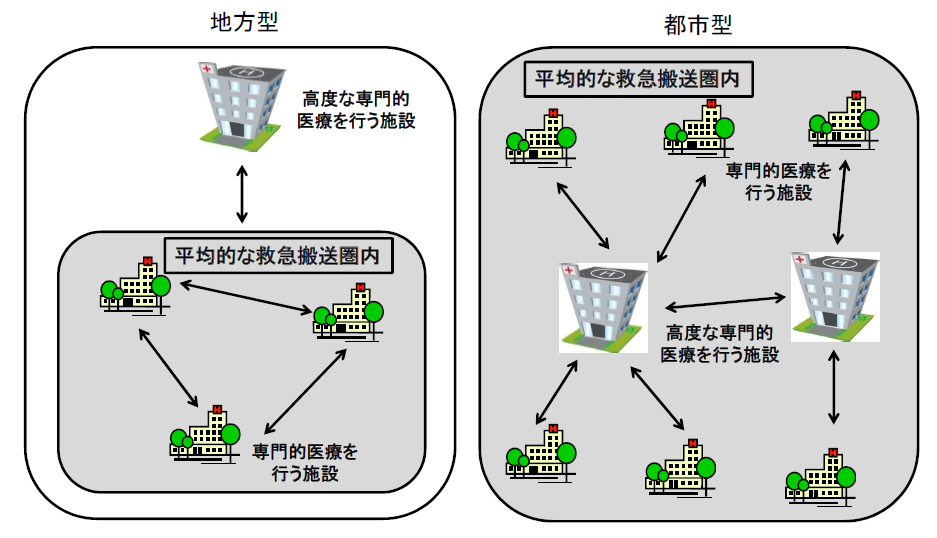 地方型
高度な専門的
医療を行う施設
平均的な救急搬送圏内
専門的医療を
行う施設
都市型
平均的な救急搬送圏内
専門的医療を
行う施設
高度な専門的
医療を行う施設